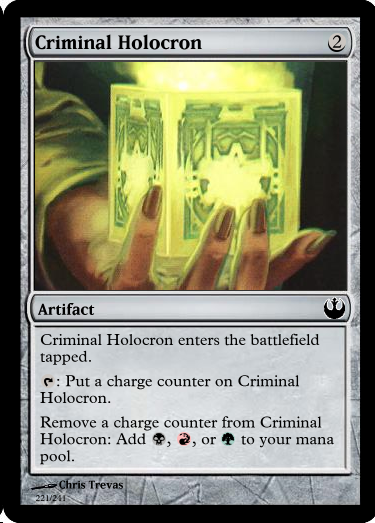 Criminal Holocron 2
Artifact
Criminal Holocron enters the battlefield
tapped.
: Put a charge counter on Criminal
Holocron.
Remove a charge counter from Criminal
Holocron: Add , , or to your mana
pool.
Chris Trevas
221/241